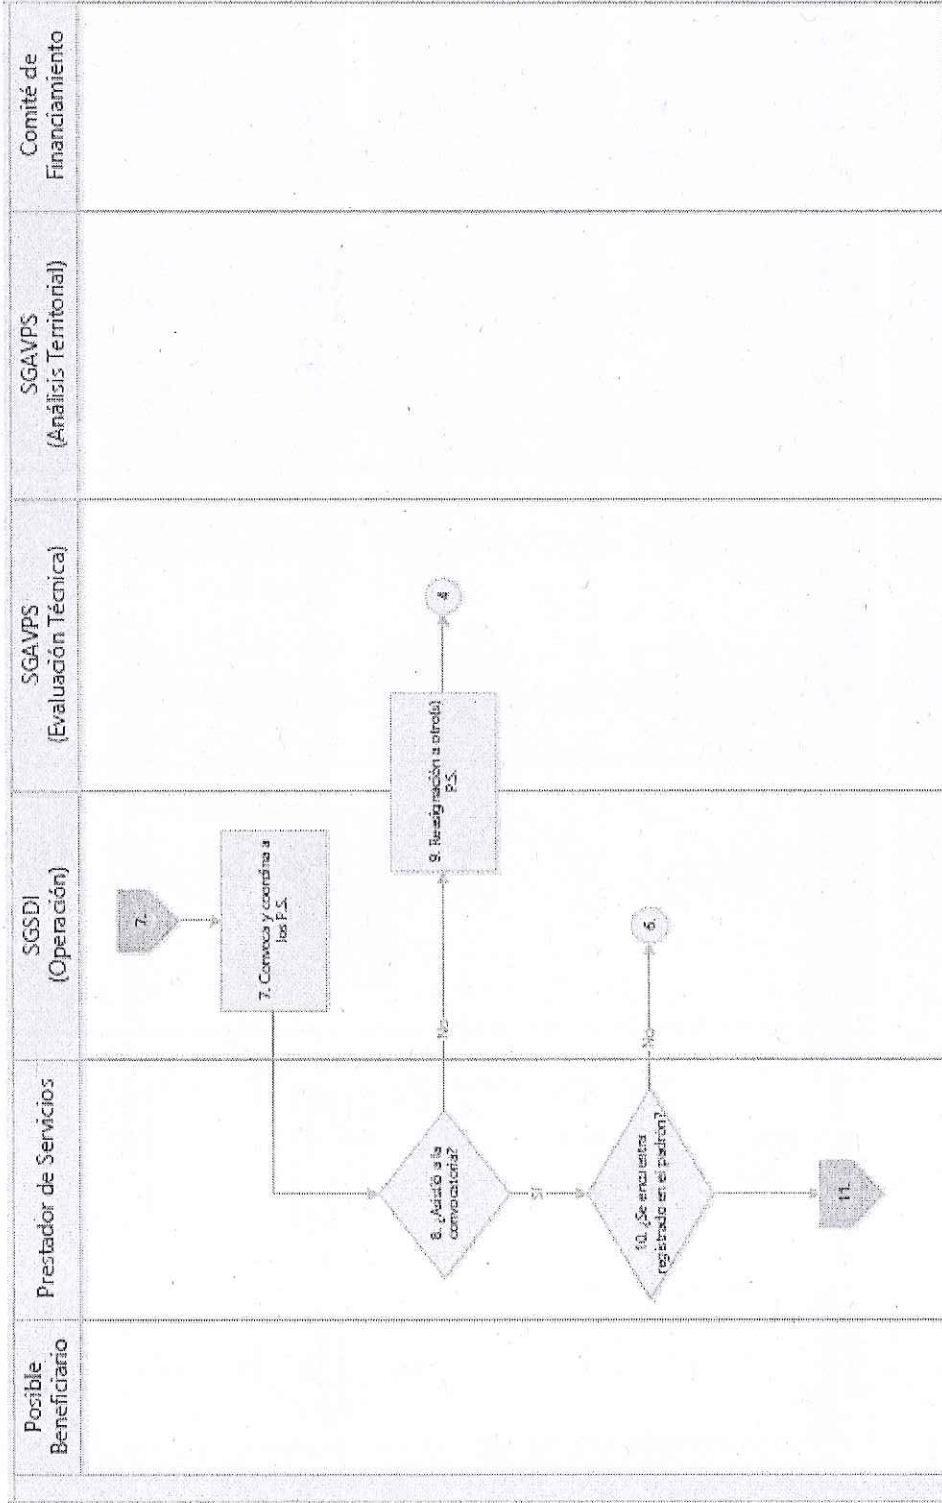 Posible
Beneficiario
Prestador de Servicios
SGSDI
(Operación)
SGAVPS
(Evaluación Técnica)
SGAVPS
(Análisis Territorial)
Comité de
Financiamiento
7.
7. Convoca y coordina a
los P.S.
8. ¿Asistió a la
convocatoria?
No
9. Reasignación a otro(s)
P.S.
4
Sí
10. ¿Se encuentra
registrado en el padrón?
No
6.
11.